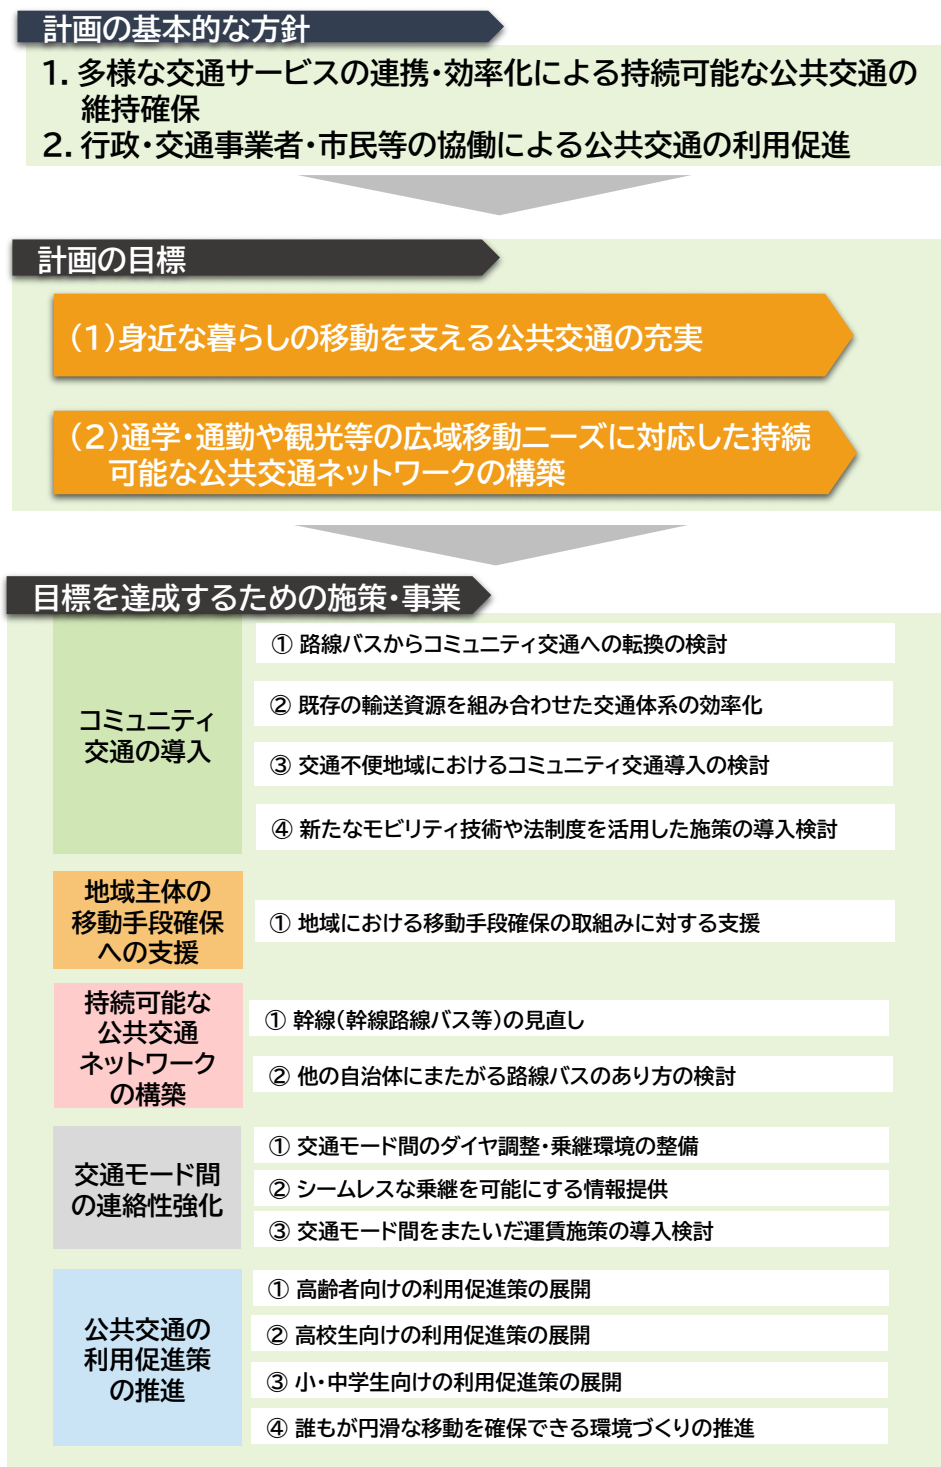 計画の基本的な方針
1. 多様な交通サービスの連携・効率化による持続可能な公共交通の
維持確保
2. 行政・交通事業者・市民等の協働による公共交通の利用促進
計画の目標
（1）身近な暮らしの移動を支える公共交通の充実
（2）通学・通勤や観光等の広域移動ニーズに対応した持続
可能な公共交通ネットワークの構築
目標を達成するための施策・事業
コミュニティ
交通の導入
① 路線バスからコミュニティ交通への転換の検討
② 既存の輸送資源を組み合わせた交通体系の効率化
③ 交通不便地域におけるコミュニティ交通導入の検討
④ 新たなモビリティ技術や法制度を活用した施策の導入検討
地域主体の
移動手段確保
への支援
① 地域における移動手段確保の取組みに対する支援
持続可能な
公共交通
ネットワーク
の構築
① 幹線（幹線路線バス等）の見直し
② 他の自治体にまたがる路線バスのあり方の検討
交通モード間
の連絡性強化
① 交通モード間のダイヤ調整・乗継環境の整備
② シームレスな乗継を可能にする情報提供
③ 交通モード間をまたいだ運賃施策の導入検討
公共交通の
利用促進策
の推進
① 高齢者向けの利用促進策の展開
② 高校生向けの利用促進策の展開
③ 小・中学生向けの利用促進策の展開
④ 誰もが円滑な移動を確保できる環境づくりの推進